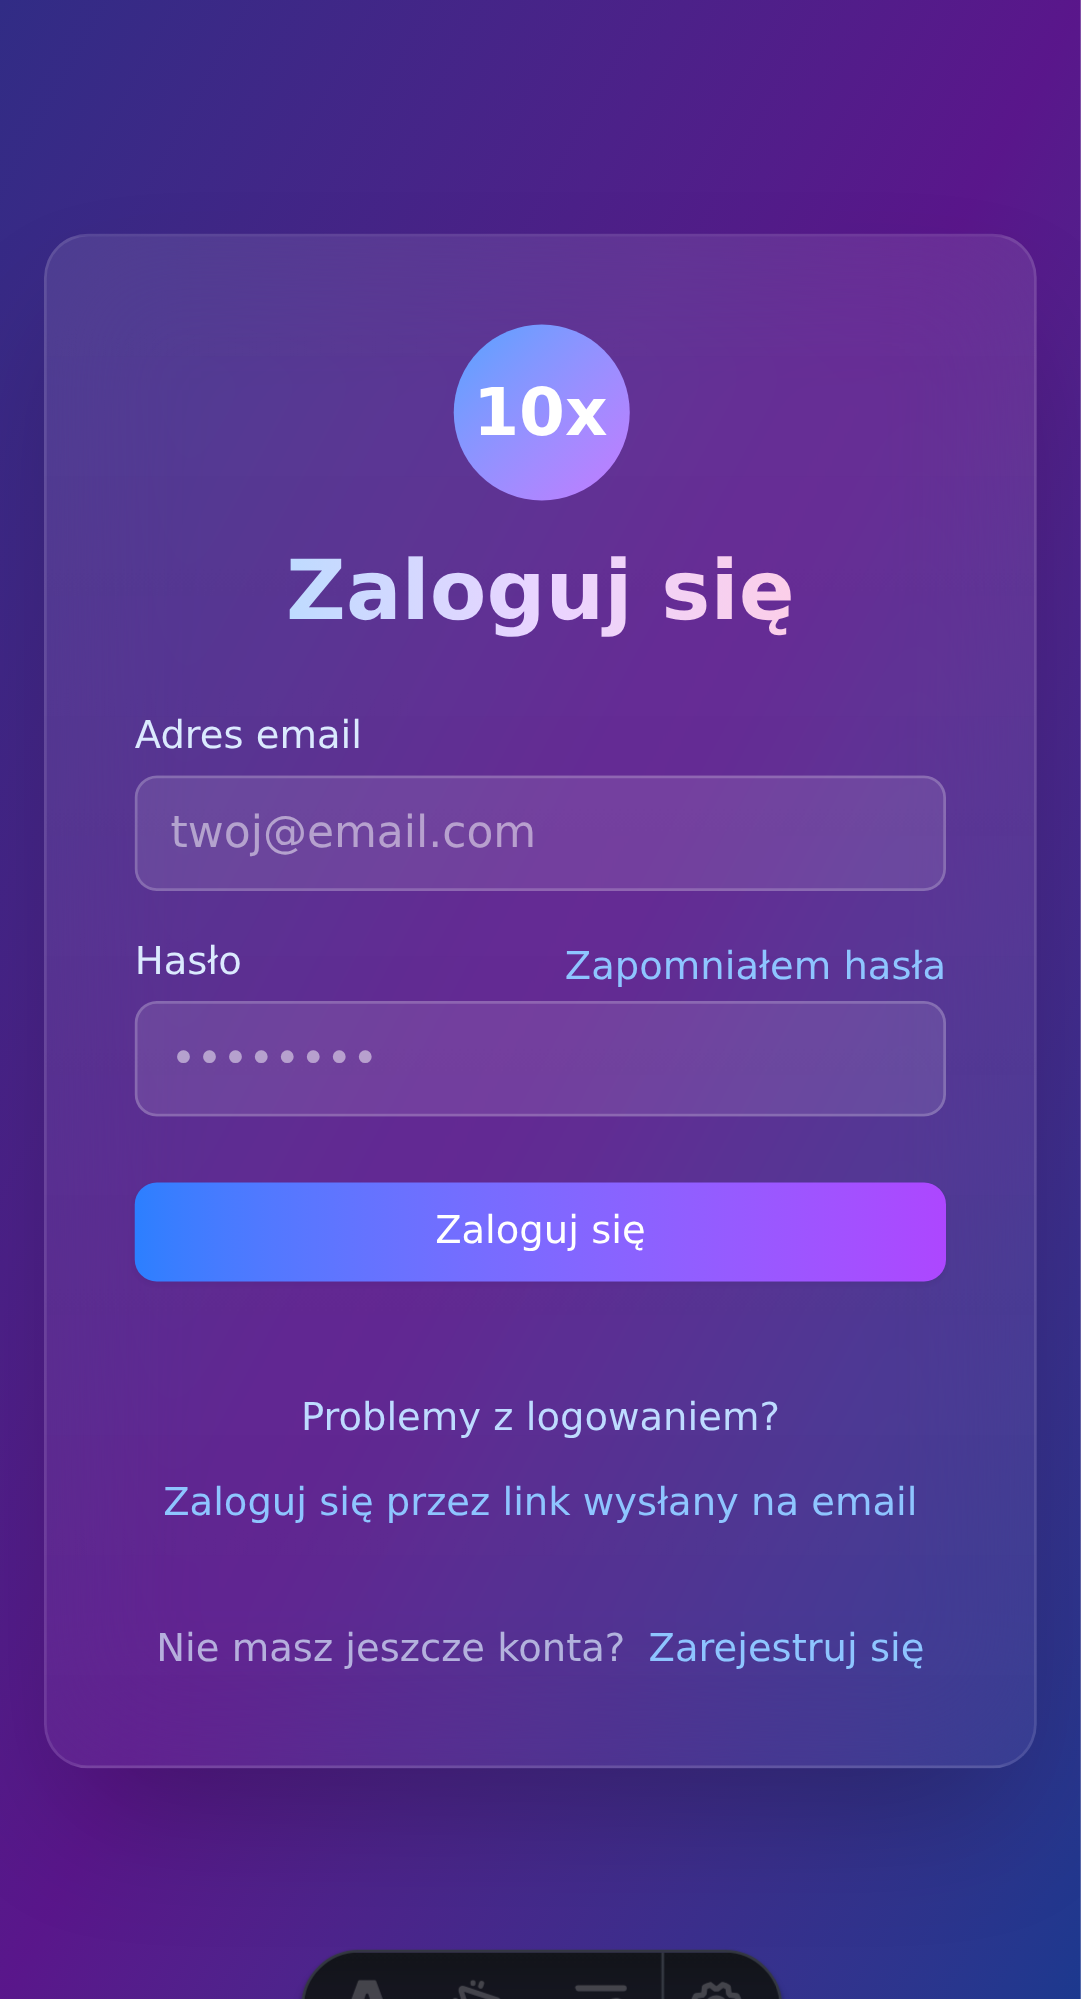 10x
Zaloguj się
Adres email
twoj@email.com
Hasło Zapomniałem hasła
••••••••
Zaloguj się
Problemy z logowaniem?
Zaloguj się przez link wysłany na email
Nie masz jeszcze konta? Zarejestruj się